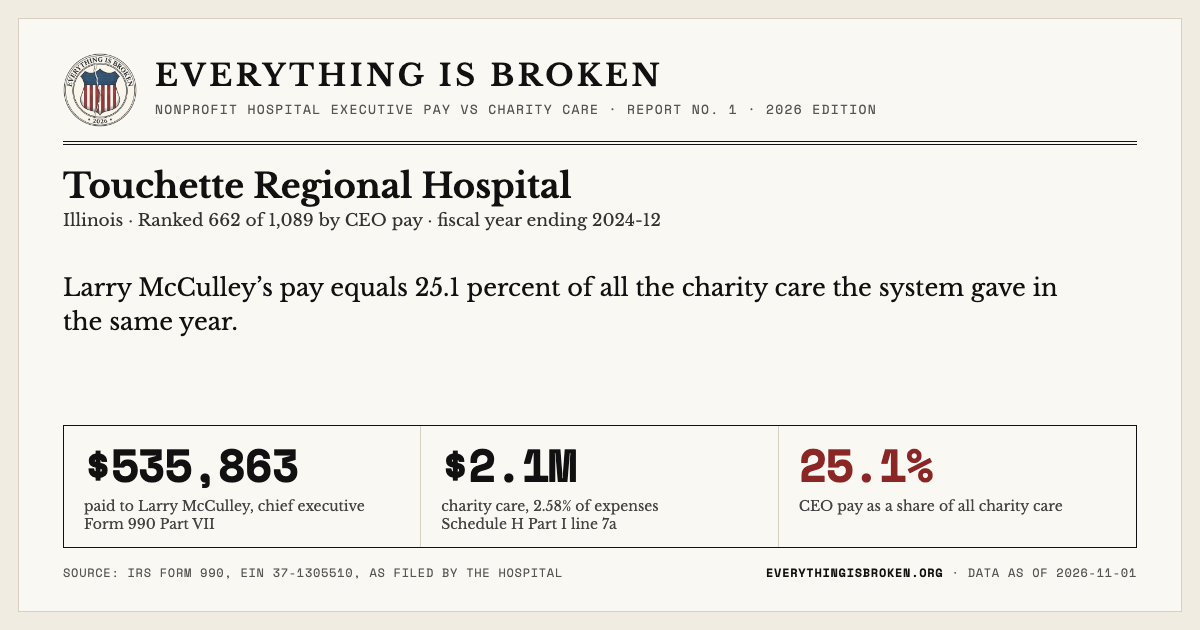 EVERYTHING IS BROKEN
2026
EVERYTHING IS BROKEN
NONPROFIT HOSPITAL EXECUTIVE PAY VS CHARITY CARE · REPORT NO. 1 · 2026 EDITION
Touchette Regional Hospital
Illinois · Ranked 662 of 1,089 by CEO pay · fiscal year ending 2024-12
Larry McCulley’s pay equals 25.1 percent of all the charity care the system gave in
the same year.
$535,863
paid to Larry McCulley, chief executive
Form 990 Part VII
$2.1M
charity care, 2.58% of expenses
Schedule H Part I line 7a
25.1%
CEO pay as a share of all charity care
SOURCE: IRS FORM 990, EIN 37-1305510, AS FILED BY THE HOSPITAL
EVERYTHINGISBROKEN.ORG · DATA AS OF 2026-11-01